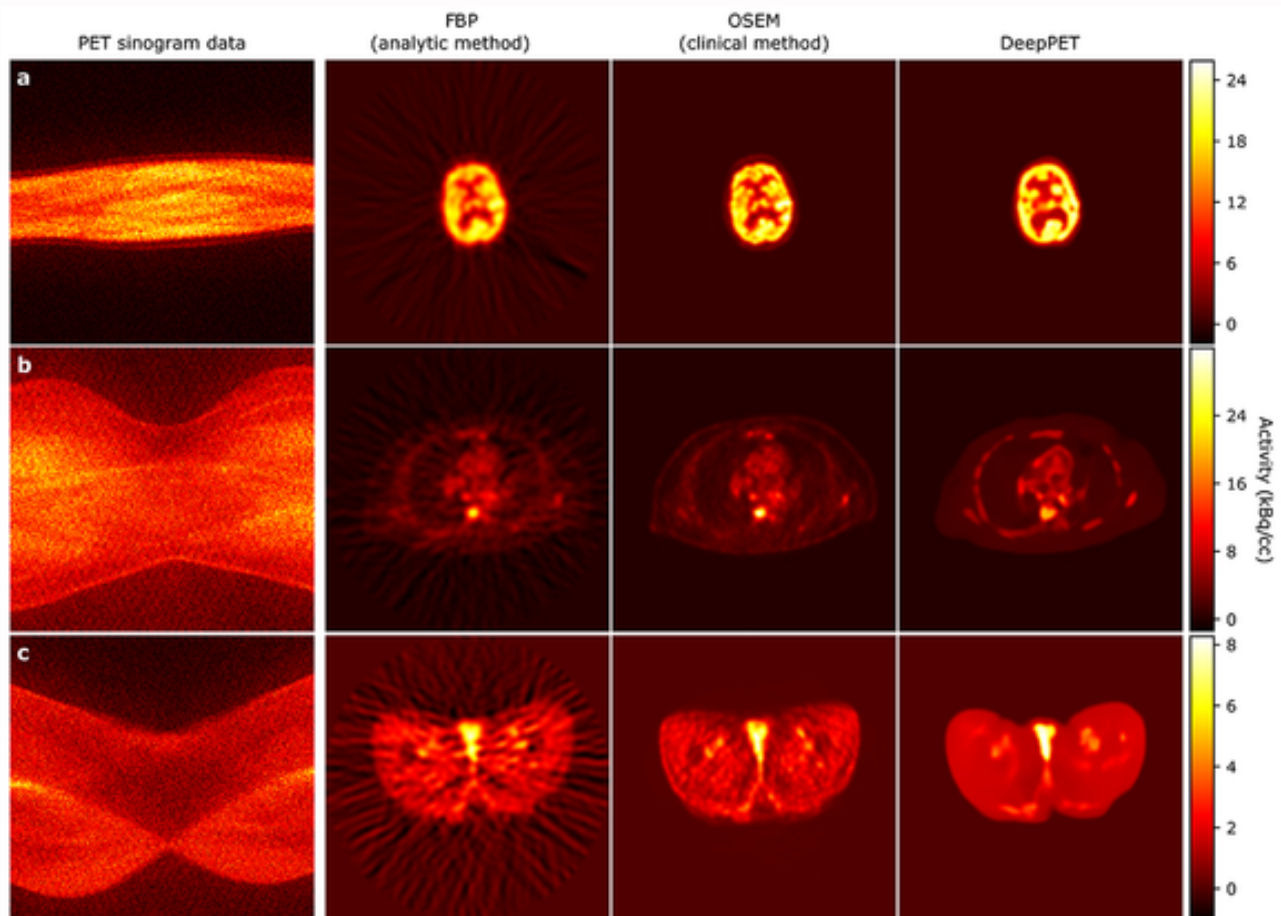 PET sinogram data
FBP
(analytic method)
OSEM
(clinical method)
DeepPET
a
24
18
12
6
0
b
24
16
8
0
Activity (kBq/cc)
c
8
6
4
2
0